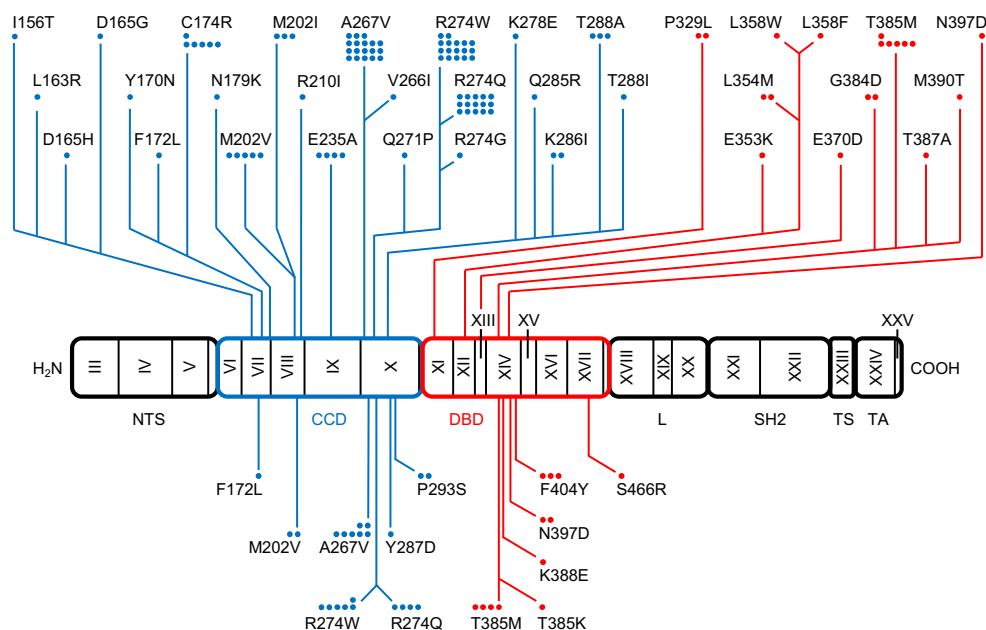 I156T D165G C174R M202I A267V R274W K278E T288A P329L L358W L358F T385M N397D
L163R Y170N N179K R210I V266I R274Q Q285R T288I L354M G384D M390T
D165H F172L M202V E235A Q271P R274G K286I E353K E370D T387A
XIII XV XXV
H₂N III IV V VI VII VIII IX X XI XII XIV XVI XVII XVIII XIX XX XXI XXII XXIII XXIV COOH
NTS CCD DBD L SH2 TS TA
F172L P293S F404Y S466R
M202V A267V Y287D N397D
K388E
R274W R274Q T385M T385K